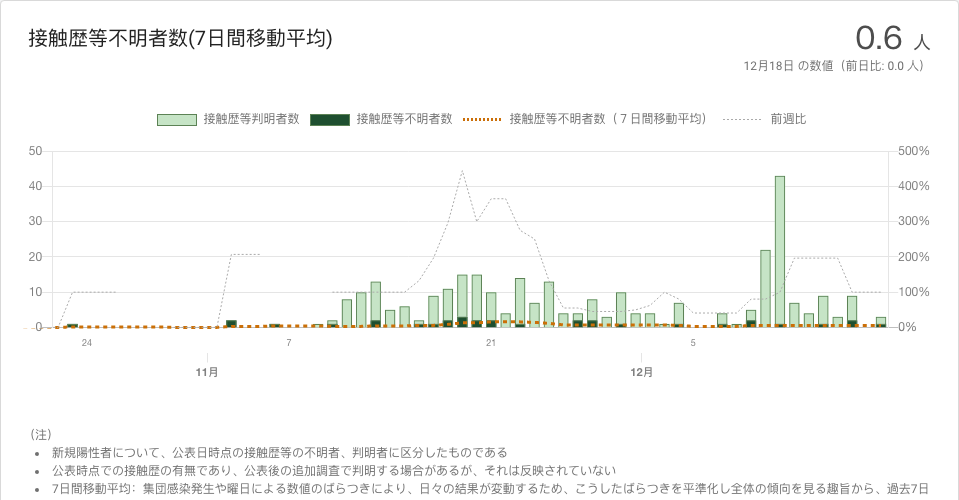 接触歴等不明者数(7日間移動平均)
0.6 人
12月18日 の数値（前日比: 0.0 人）
接触歴等判明者数 接触歴等不明者数 接触歴等不明者数（７日間移動平均） 前週比
50 500%
40 400%
30 300%
20 200%
10 100%
0 0%
24 7 21 5
11月 12月
（注）
• 新規陽性者について、公表日時点の接触歴等の不明者、判明者に区分したものである
• 公表時点での接触歴の有無であり、公表後の追加調査で判明する場合があるが、それは反映されていない
• 7日間移動平均：集団感染発生や曜日による数値のばらつきにより、日々の結果が変動するため、こうしたばらつきを平準化し全体の傾向を見る趣旨から、過去7日